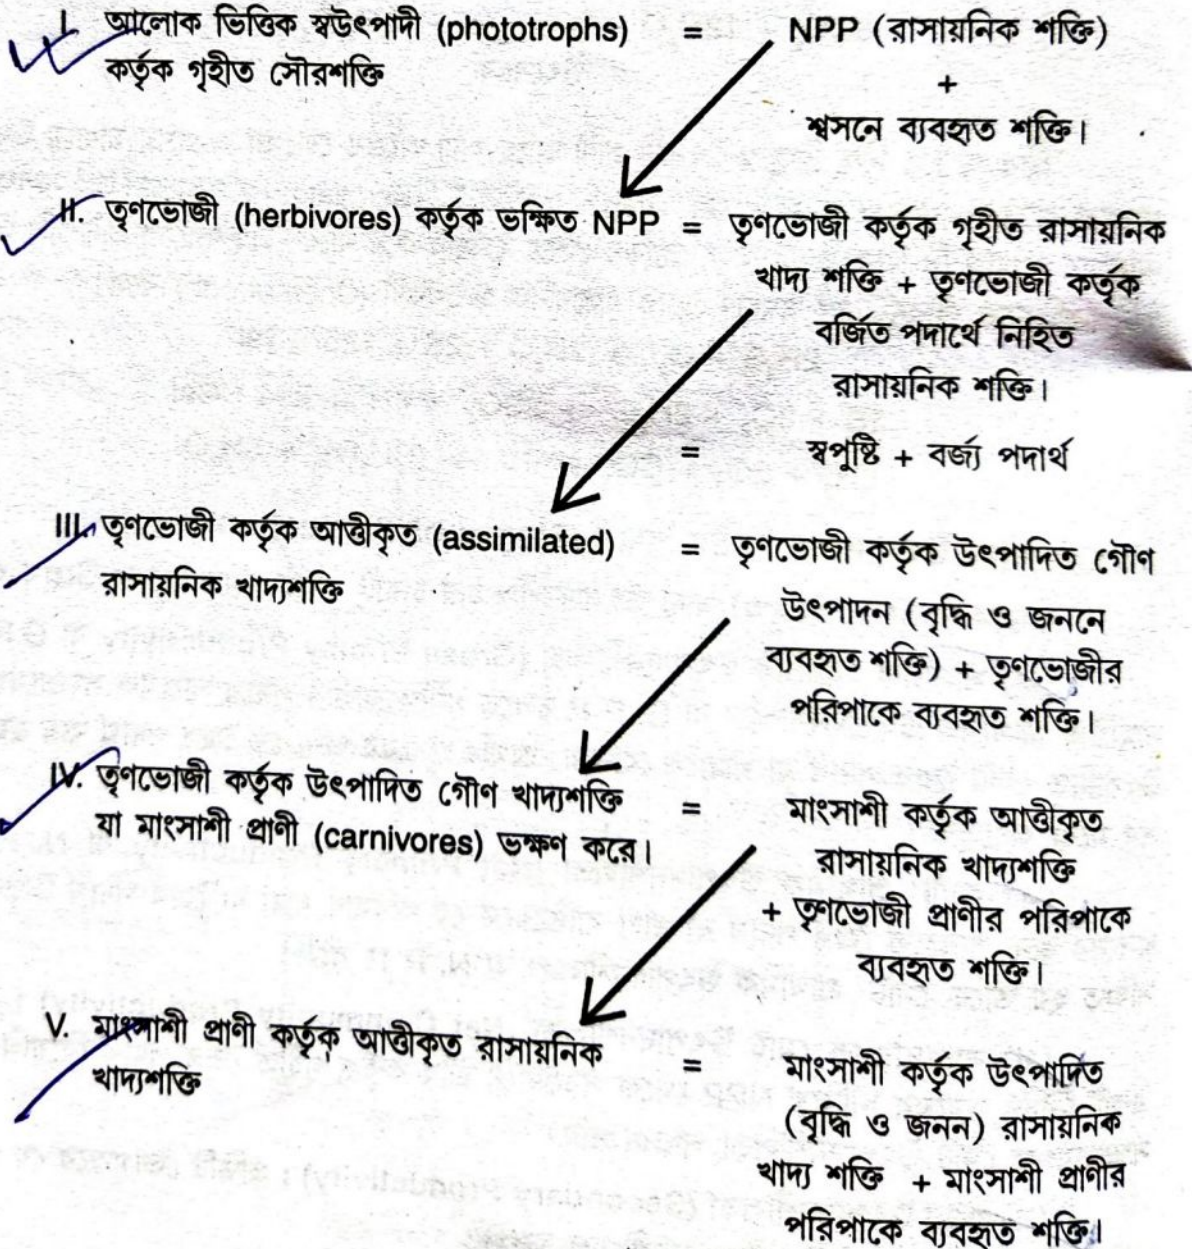 I. আলোক ভিত্তিক স্বউৎপাদী (phototrophs) = NPP (রাসায়নিক শক্তি)
কর্তৃক গৃহীত সৌরশক্তি +
শ্বসনে ব্যবহৃত শক্তি।
II. তৃণভোজী (herbivores) কর্তৃক ভক্ষিত NPP = তৃণভোজী কর্তৃক গৃহীত রাসায়নিক
খাদ্য শক্তি + তৃণভোজী কর্তৃক
বর্জিত পদার্থে নিহিত
রাসায়নিক শক্তি।
= স্বপুষ্টি + বর্জ্য পদার্থ
III. তৃণভোজী কর্তৃক আত্তীকৃত (assimilated) = তৃণভোজী কর্তৃক উৎপাদিত গৌণ
রাসায়নিক খাদ্যশক্তি উৎপাদন (বৃদ্ধি ও জননে
ব্যবহৃত শক্তি) + তৃণভোজীর
পরিপাকে ব্যবহৃত শক্তি।
IV. তৃণভোজী কর্তৃক উৎপাদিত গৌণ খাদ্যশক্তি = মাংসাশী কর্তৃক আত্তীকৃত
যা মাংসাশী প্রাণী (carnivores) ভক্ষণ করে। রাসায়নিক খাদ্যশক্তি
+ তৃণভোজী প্রাণীর পরিপাকে
ব্যবহৃত শক্তি।
V. মাংসাশী প্রাণী কর্তৃক আত্তীকৃত রাসায়নিক = মাংসাশী কর্তৃক উৎপাদিত
খাদ্যশক্তি (বৃদ্ধি ও জনন) রাসায়নিক
খাদ্য শক্তি + মাংসাশী প্রাণীর
পরিপাকে ব্যবহৃত শক্তি।